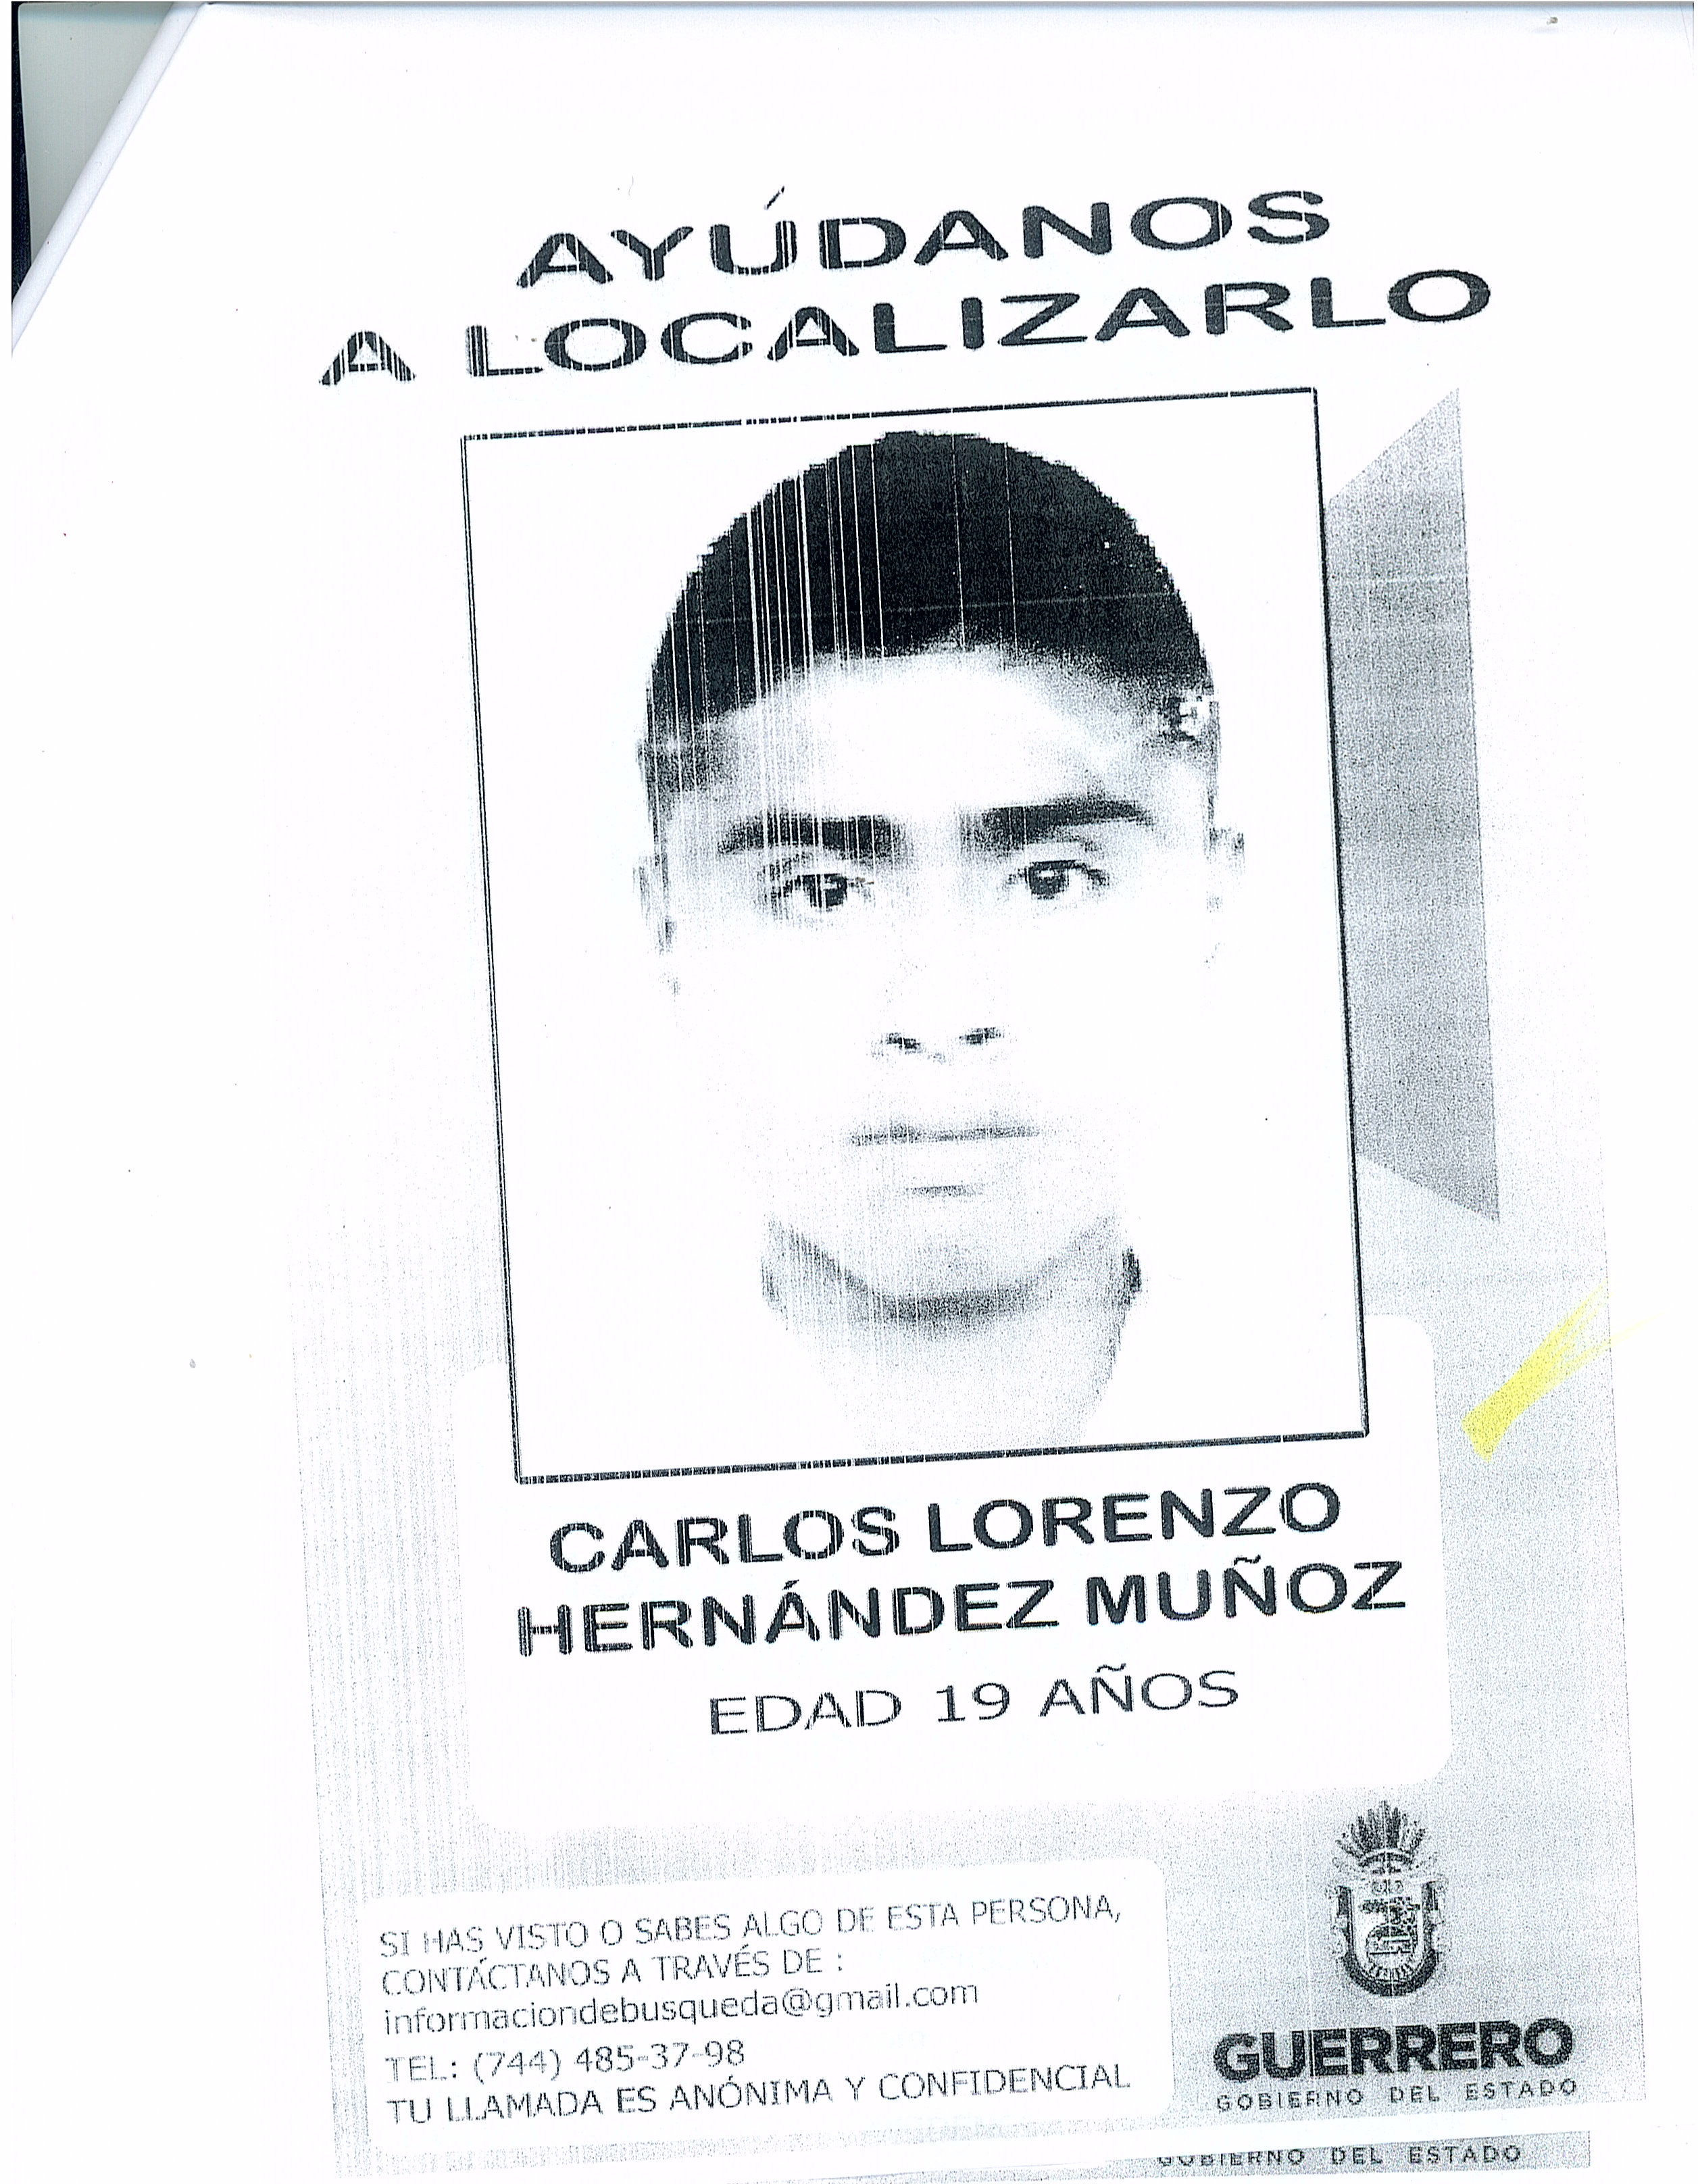 AYÚDANOS
A LOCALIZARLO
CARLOS LORENZO
HERNÁNDEZ MUÑOZ
EDAD 19 AÑOS
SI HAS VISTO O SABES ALGO DE ESTA PERSONA,
CONTÁCTANOS A TRAVÉS DE :
informaciondebusqueda@gmail.com
TEL: (744) 485-37-98
TU LLAMADA ES ANÓNIMA Y CONFIDENCIAL
GUERRERO
GOBIERNO DEL ESTADO
GOBIERNO DEL ESTADO